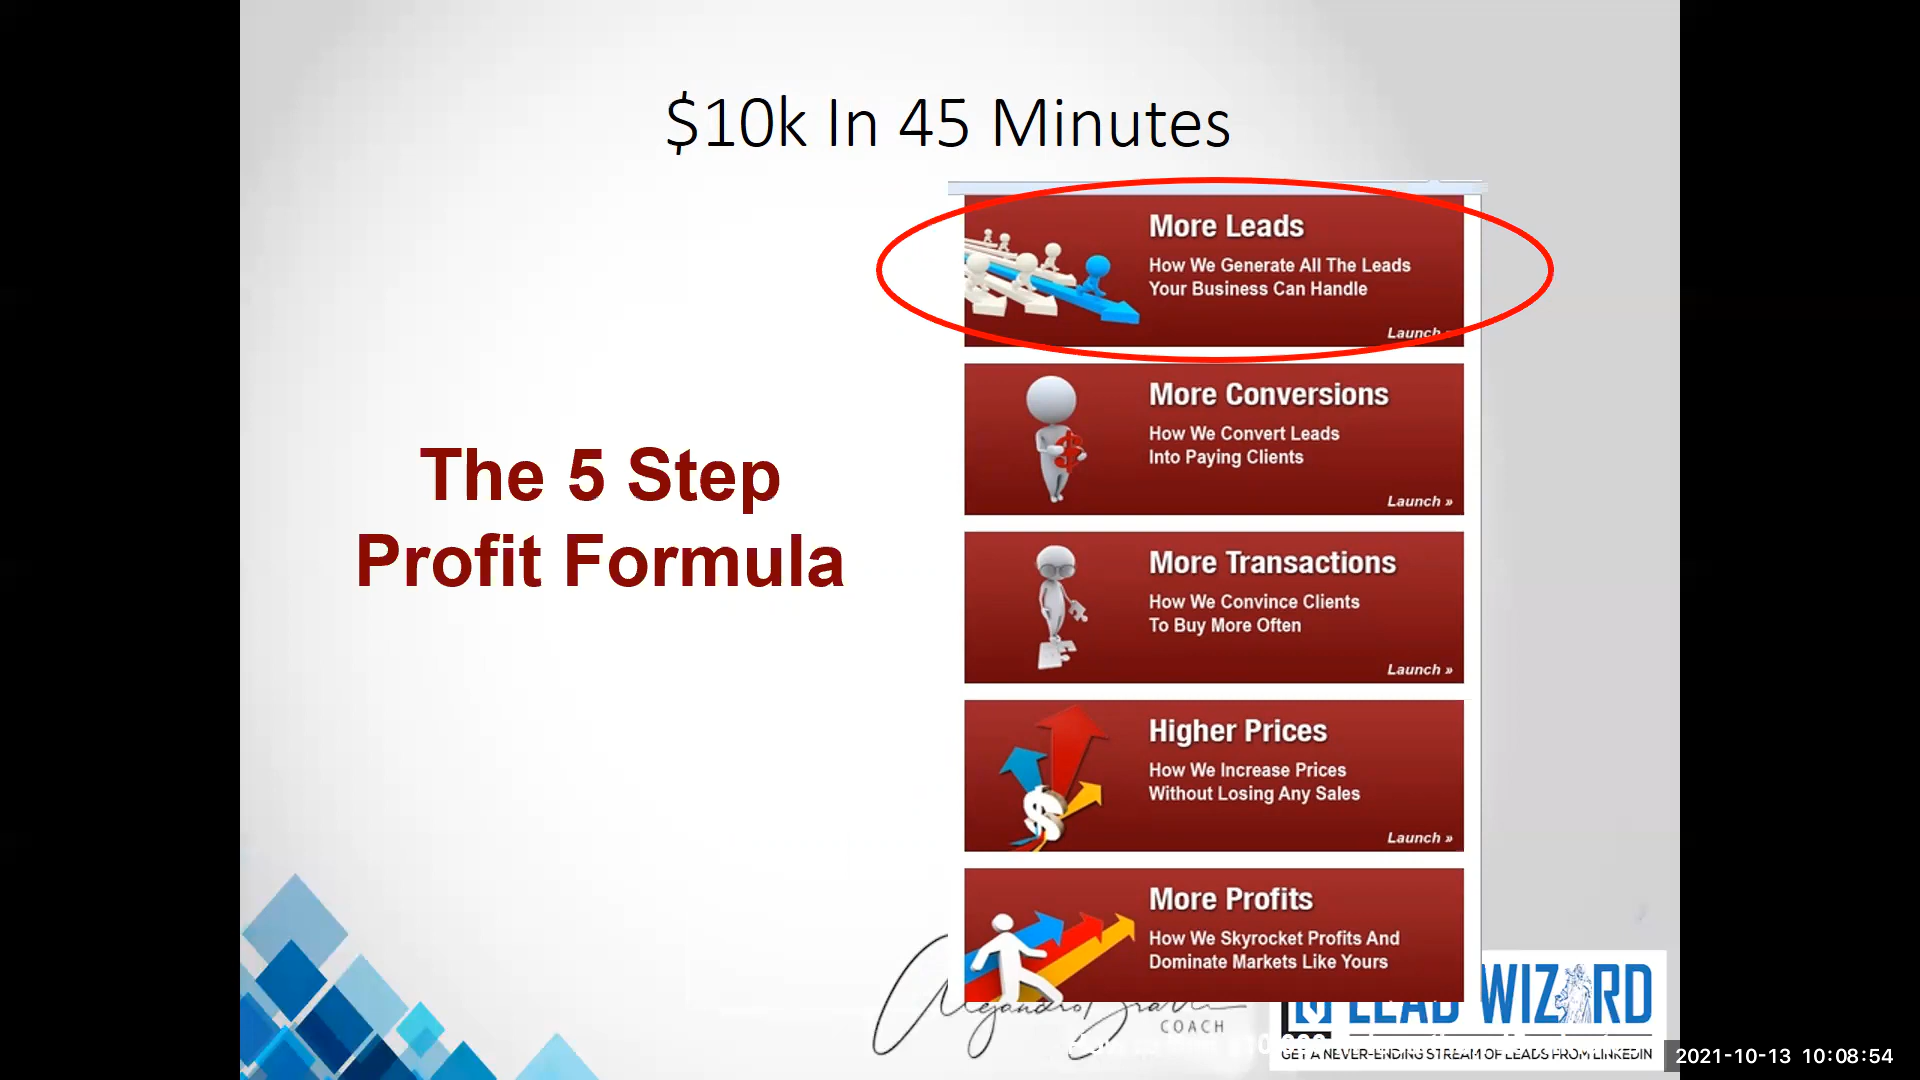 $10k In 45 Minutes
The 5 Step
Profit Formula
More Leads
How We Generate All The Leads
Your Business Can Handle
Launch »
More Conversions
How We Convert Leads
Into Paying Clients
Launch »
More Transactions
How We Convince Clients
To Buy More Often
Launch »
Higher Prices
How We Increase Prices
Without Losing Any Sales
Launch »
More Profits
How We Skyrocket Profits And
Dominate Markets Like Yours
Alejandro
COACH
LEAD WIZARD
GET A NEVER-ENDING STREAM OF LEADS FROM LINKEDIN
2021-10-13 10:08:54